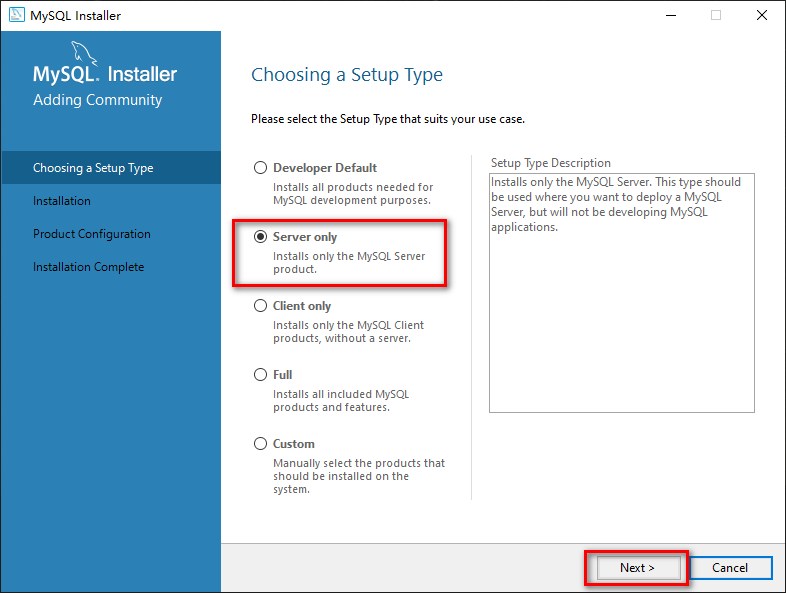 MySQL Installer
MySQL. Installer
Adding Community
Choosing a Setup Type
Installation
Product Configuration
Installation Complete
Choosing a Setup Type
Please select the Setup Type that suits your use case.
Developer Default
Installs all products needed for
MySQL development purposes.
Server only
Installs only the MySQL Server
product.
Client only
Installs only the MySQL Client
products, without a server.
Full
Installs all included MySQL
products and features.
Custom
Manually select the products that
should be installed on the
system.
Setup Type Description
Installs only the MySQL Server. This type should
be used where you want to deploy a MySQL
Server, but will not be developing MySQL
applications.
Next >
Cancel